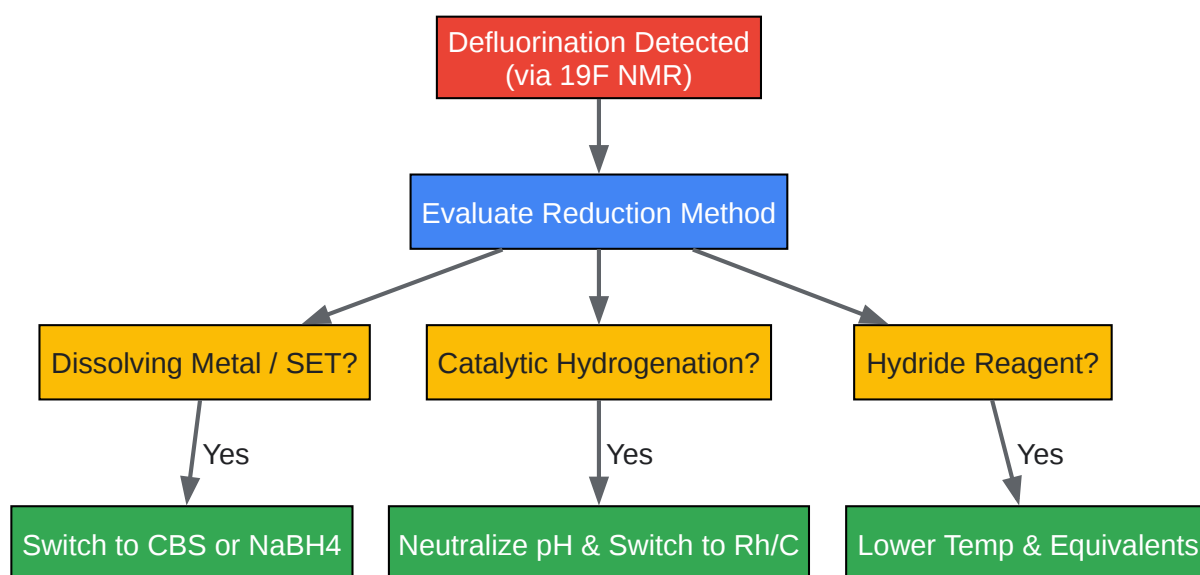 Defluorination Detected
(via 19F NMR)
Evaluate Reduction Method
Dissolving Metal / SET?
Catalytic Hydrogenation?
Hydride Reagent?
Yes
Yes
Yes
Switch to CBS or NaBH4
Neutralize pH & Switch to Rh/C
Lower Temp & Equivalents